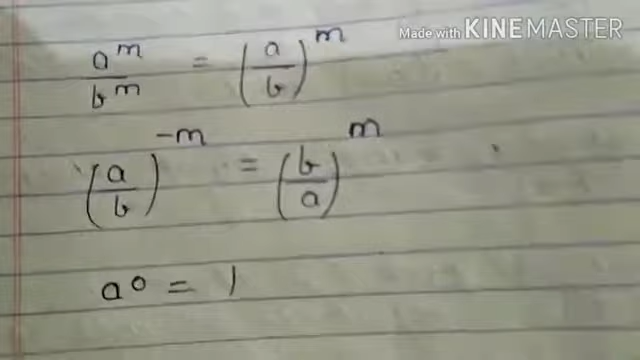 Made with KINEMASTER
a^m/b^m = (a/b)^m
(a/b)^-m = (b/a)^m
a^0 = 1